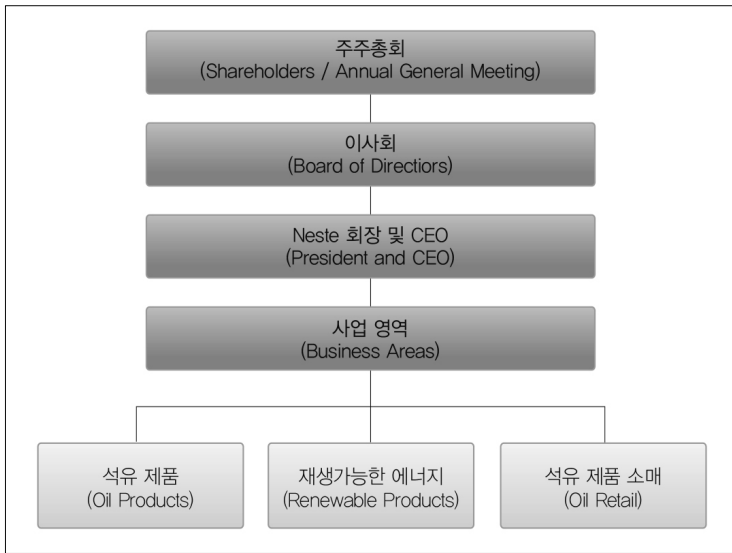 주주총회
(Shareholders / Annual General Meeting)
이사회
(Board of Directiors)
Neste 회장 및 CEO
(President and CEO)
사업 영역
(Business Areas)
석유 제품
(Oil Products)
재생가능한 에너지
(Renewable Products)
석유 제품 소매
(Oil Retail)